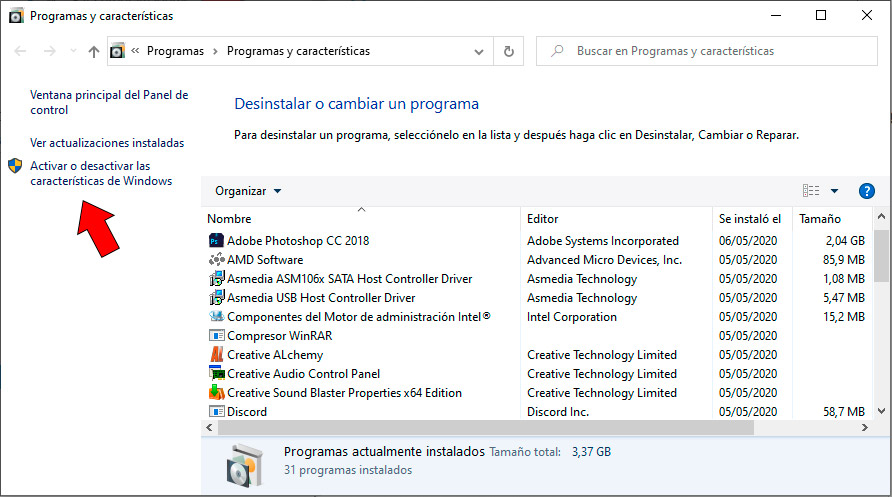 Programas y características
Programas > Programas y características
Buscar en Programas y características
Ventana principal del Panel de
control
Ver actualizaciones instaladas
Activar o desactivar las
características de Windows
Desinstalar o cambiar un programa
Para desinstalar un programa, selecciónelo en la lista y después haga clic en Desinstalar, Cambiar o Reparar.
Organizar
Nombre Editor Se instaló el Tamaño
Adobe Photoshop CC 2018 Adobe Systems Incorporated 06/05/2020 2,04 GB
AMD Software Advanced Micro Devices, Inc. 05/05/2020 85,9 MB
Asmedia ASM106x SATA Host Controller Driver Asmedia Technology 05/05/2020 1,08 MB
Asmedia USB Host Controller Driver Asmedia Technology 05/05/2020 5,47 MB
Componentes del Motor de administración Intel® Intel Corporation 05/05/2020 15,2 MB
Compresor WinRAR 05/05/2020
Creative ALchemy Creative Technology Limited 05/05/2020
Creative Audio Control Panel Creative Technology Limited 05/05/2020
Creative Sound Blaster Properties x64 Edition Creative Technology Limited 05/05/2020
Discord Discord Inc. 05/05/2020 58,7 MB
Programas actualmente instalados Tamaño total: 3,37 GB
31 programas instalados